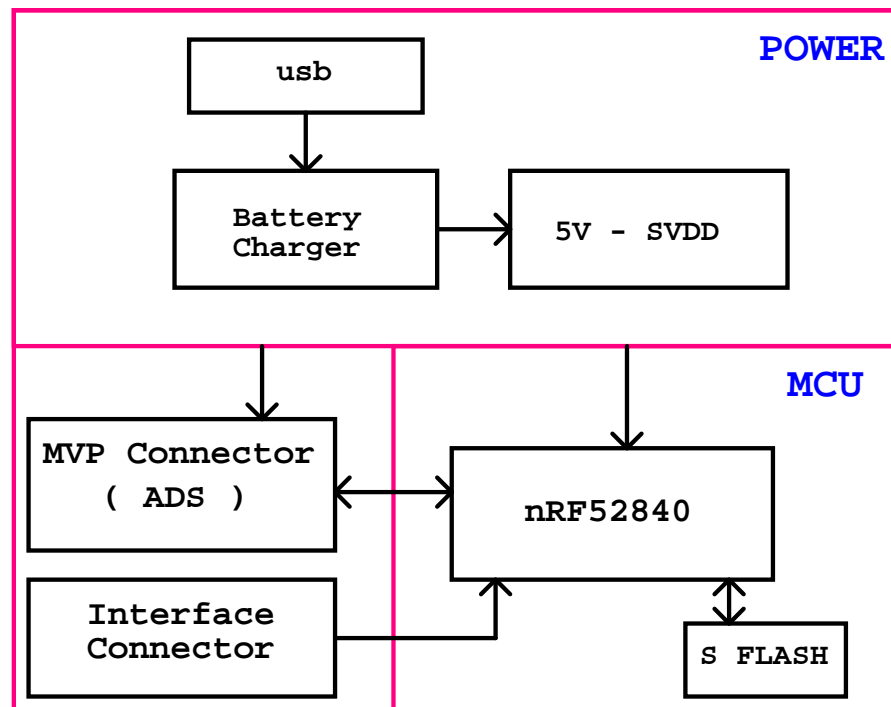 POWER
usb
Battery
Charger
5V - SVDD
MCU
MVP Connector
( ADS )
nRF52840
Interface
Connector
S FLASH